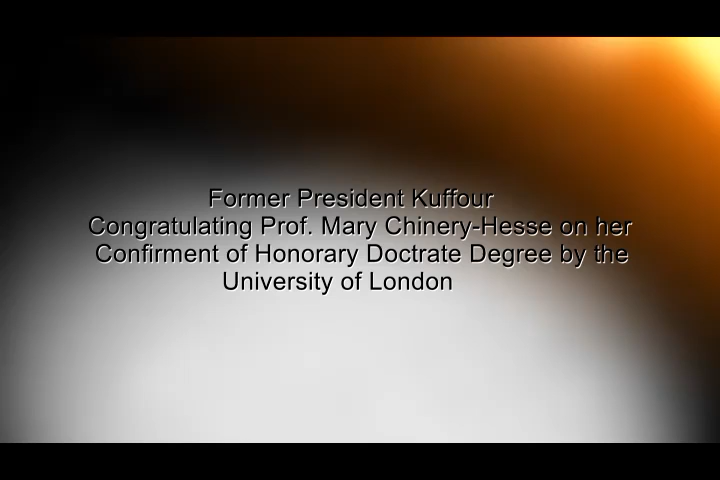 Former President Kuffour
Congratulating Prof. Mary Chinery-Hesse on her
Confirment of Honorary Doctrate Degree by the
University of London